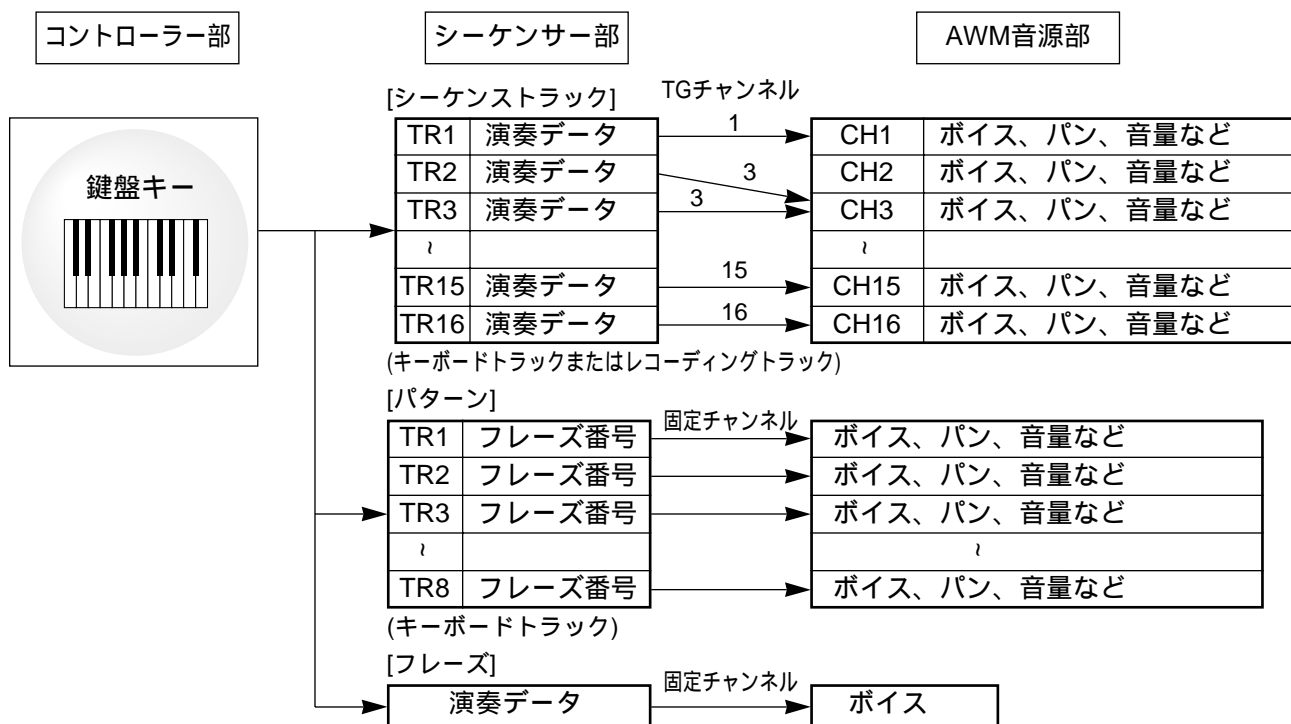 コントローラー部
シーケンサー部
AWM音源部
鍵盤キー
[シーケンストラック]
TGチャンネル
TR1 演奏データ 1 CH1 ボイス、パン、音量など
TR2 演奏データ 3 CH2 ボイス、パン、音量など
TR3 演奏データ 3 CH3 ボイス、パン、音量など
~ ~
TR15 演奏データ 15 CH15 ボイス、パン、音量など
TR16 演奏データ 16 CH16 ボイス、パン、音量など
(キーボードトラックまたはレコーディングトラック)
[パターン]
固定チャンネル
TR1 フレーズ番号 ボイス、パン、音量など
TR2 フレーズ番号 ボイス、パン、音量など
TR3 フレーズ番号 ボイス、パン、音量など
~ ~
TR8 フレーズ番号 ボイス、パン、音量など
(キーボードトラック)
[フレーズ]
固定チャンネル
演奏データ ボイス